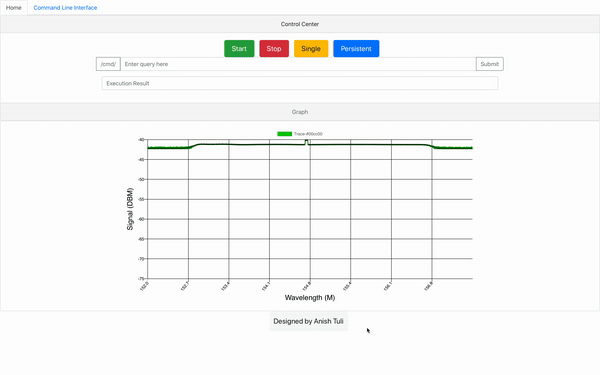 Home Command Line Interface
Control Center
Start Stop Single Persistent
/cmd/ Enter query here Submit
Execution Result
Graph
Trace-#00cc00
-40
-45
-50
-55
-60
-65
-70
-75
Signal (DBM)
152.0 152.7 153.4 154.1 154.8 155.4 156.1 156.8
Wavelength (M)
Designed by Anish Tuli